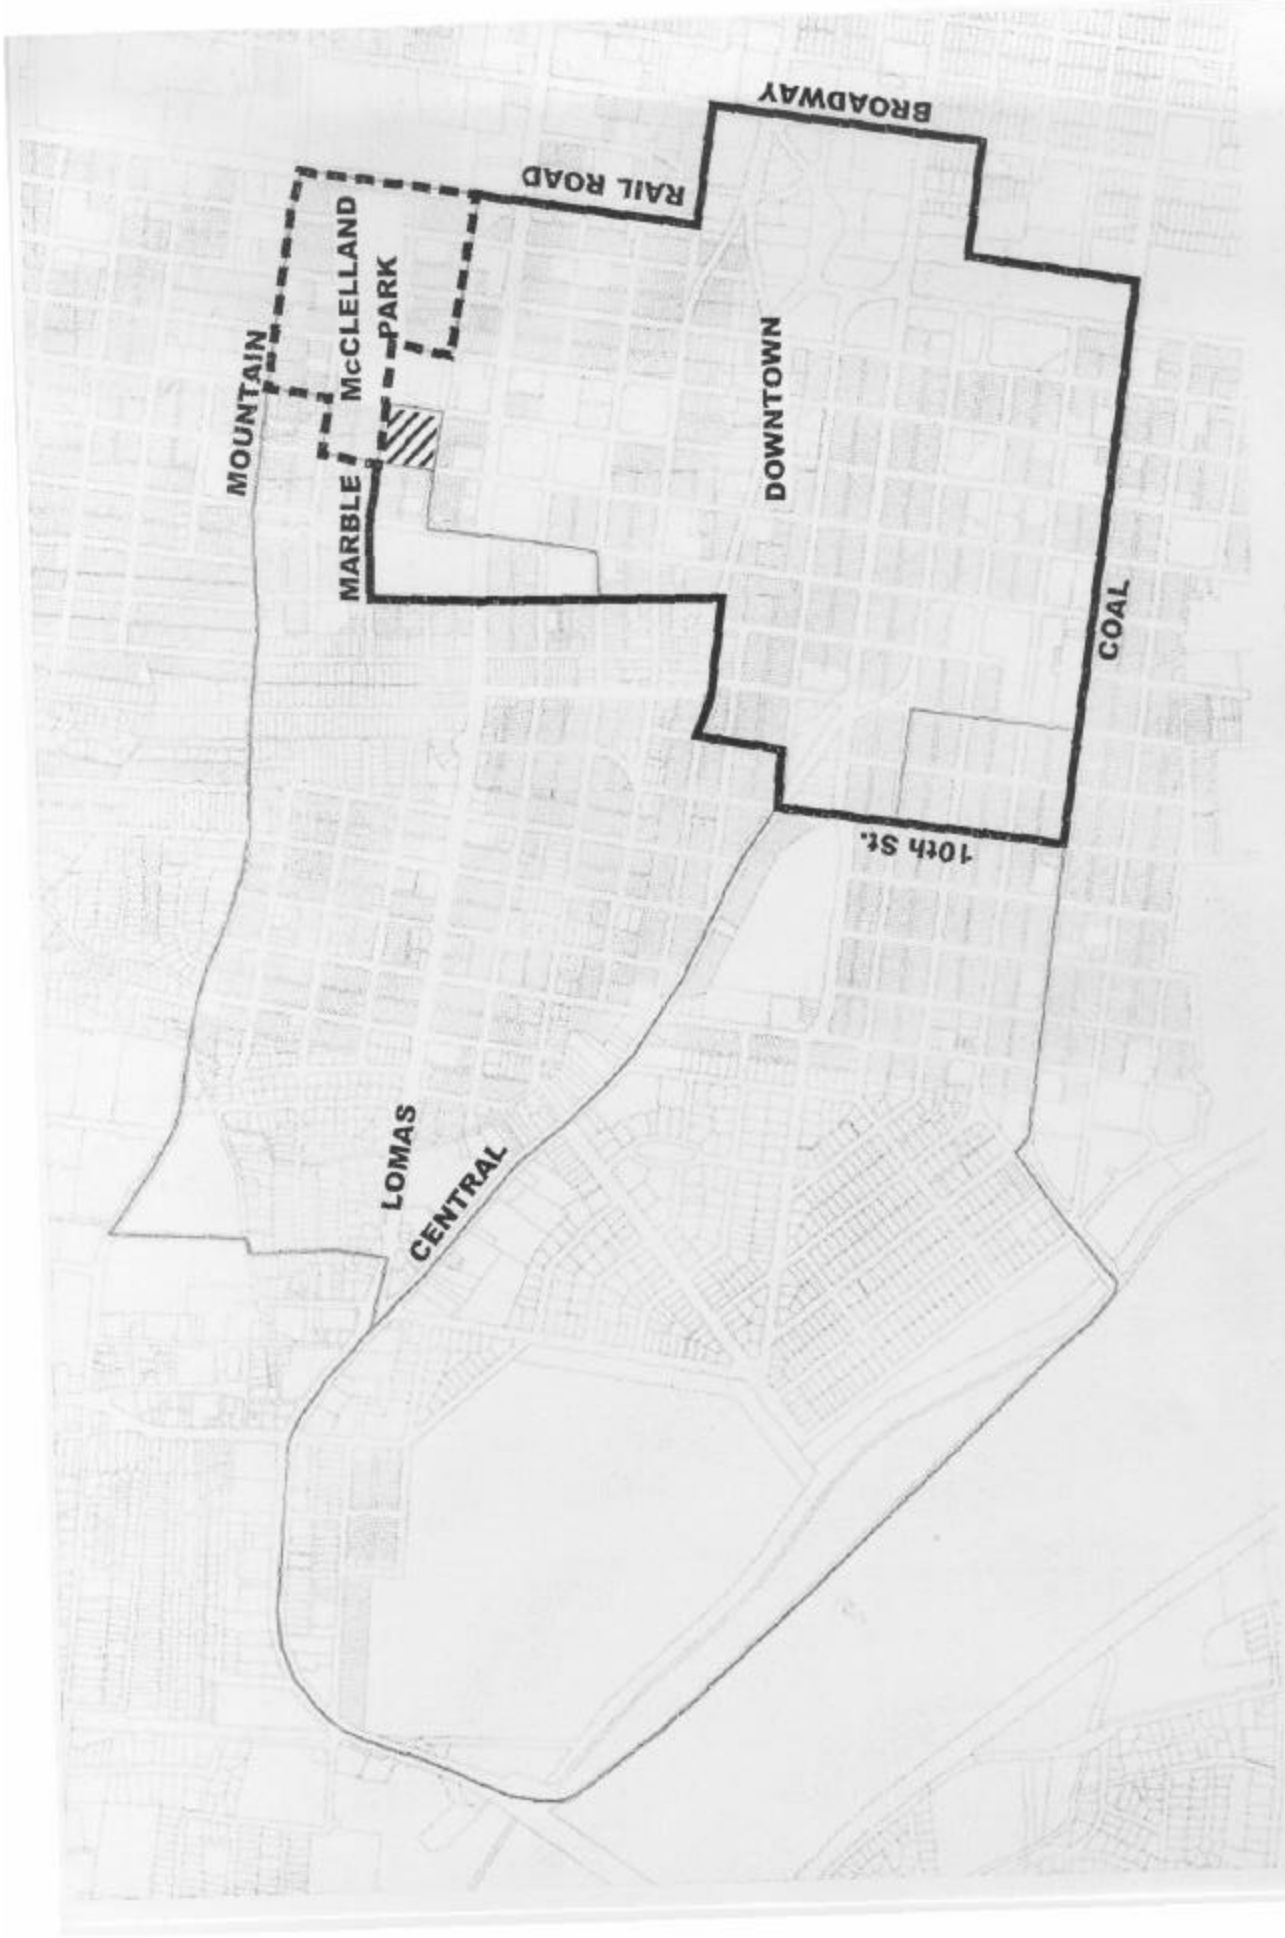 BROADWAY
RAIL ROAD
McCLELLAND
PARK
MOUNTAIN
MARBLE
DOWNTOWN
COAL
10th St.
LOMAS
CENTRAL